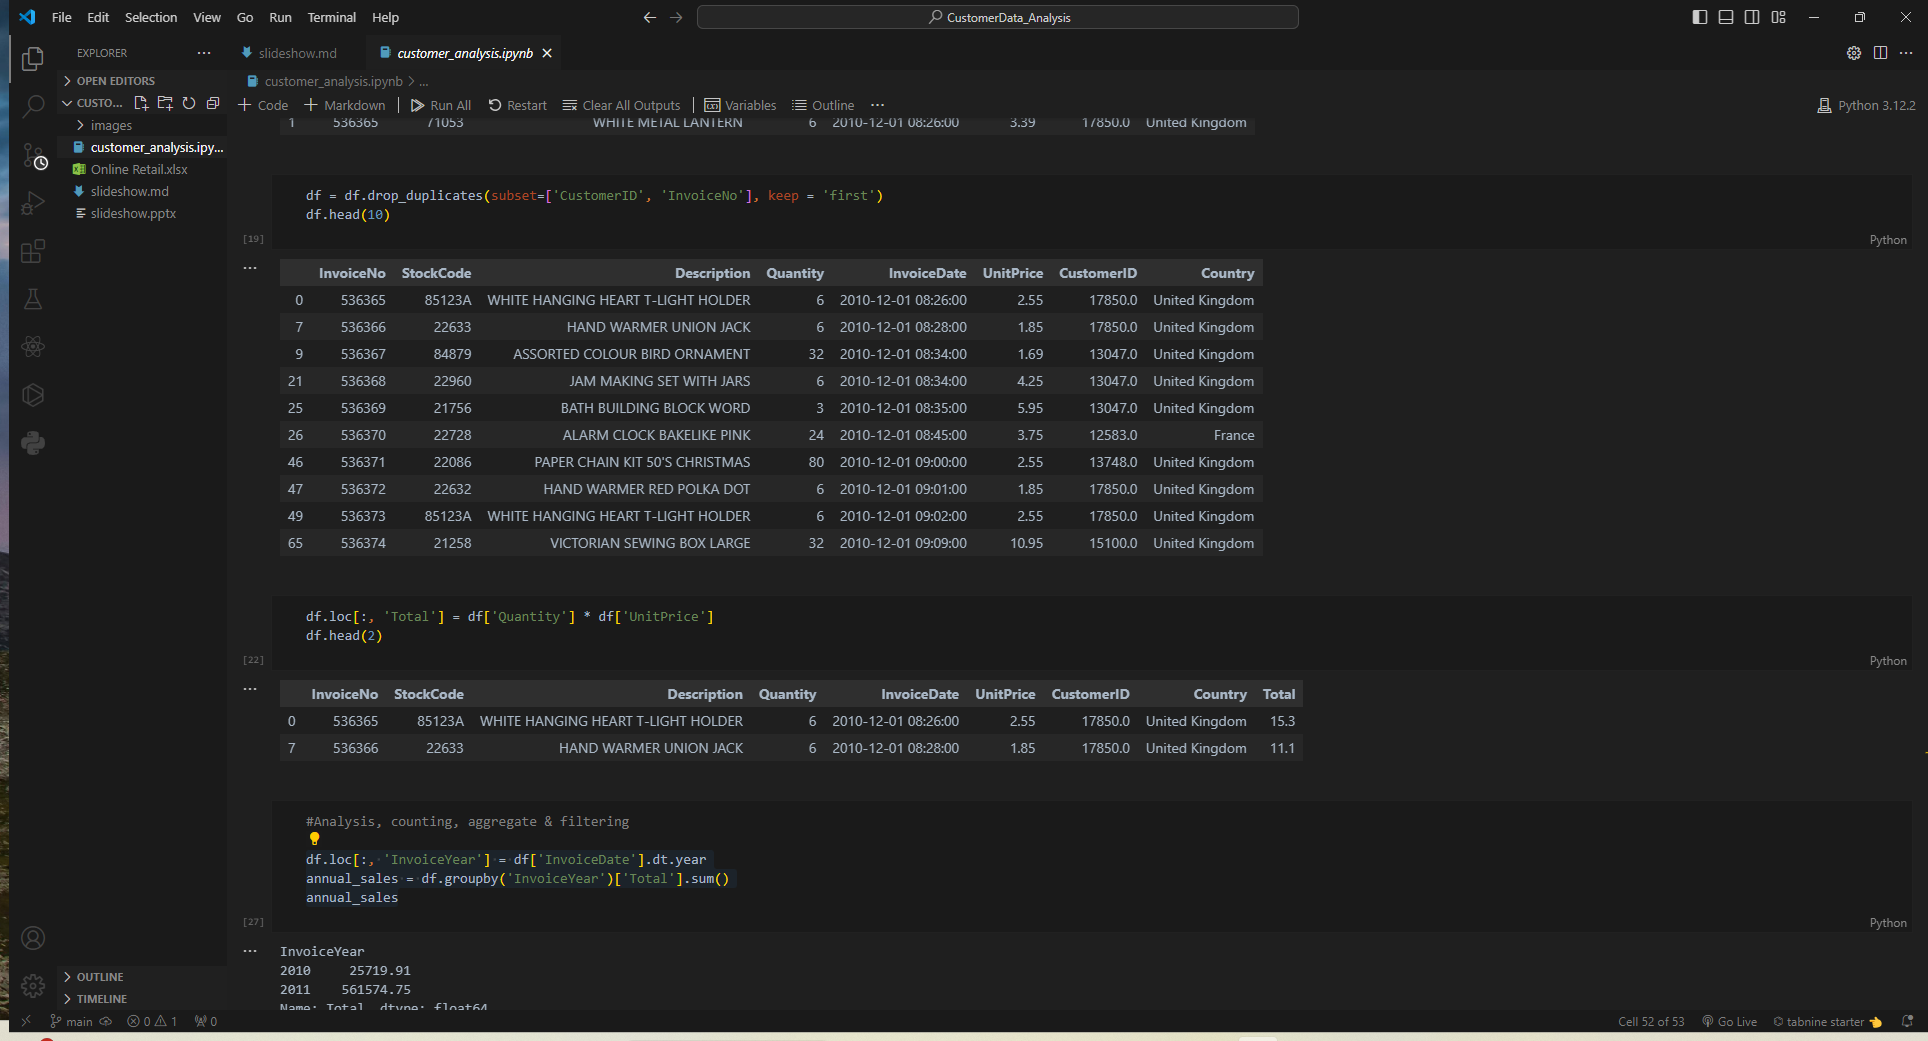 File Edit Selection View Go Run Terminal Help
CustomerData_Analysis
EXPLORER
slideshow.md
customer_analysis.ipynb
OPEN EDITORS
customer_analysis.ipynb > ...
CUSTO...
+ Code + Markdown Run All Restart Clear All Outputs Variables Outline ...
Python 3.12.2
images
customer_analysis.ipy...
Online Retail.xlsx
slideshow.md
slideshow.pptx
1 536365 71053 WHITE METAL LANTERN 6 2010-12-01 08:26:00 3.39 17850.0 United Kingdom
df = df.drop_duplicates(subset=['CustomerID', 'InvoiceNo'], keep = 'first')
df.head(10)
[19]
Python
InvoiceNo StockCode Description Quantity InvoiceDate UnitPrice CustomerID Country
0 536365 85123A WHITE HANGING HEART T-LIGHT HOLDER 6 2010-12-01 08:26:00 2.55 17850.0 United Kingdom
7 536366 22633 HAND WARMER UNION JACK 6 2010-12-01 08:28:00 1.85 17850.0 United Kingdom
9 536367 84879 ASSORTED COLOUR BIRD ORNAMENT 32 2010-12-01 08:34:00 1.69 13047.0 United Kingdom
21 536368 22960 JAM MAKING SET WITH JARS 6 2010-12-01 08:34:00 4.25 13047.0 United Kingdom
25 536369 21756 BATH BUILDING BLOCK WORD 3 2010-12-01 08:35:00 5.95 13047.0 United Kingdom
26 536370 22728 ALARM CLOCK BAKELIKE PINK 24 2010-12-01 08:45:00 3.75 12583.0 France
46 536371 22086 PAPER CHAIN KIT 50'S CHRISTMAS 80 2010-12-01 09:00:00 2.55 13748.0 United Kingdom
47 536372 22632 HAND WARMER RED POLKA DOT 6 2010-12-01 09:01:00 1.85 17850.0 United Kingdom
49 536373 85123A WHITE HANGING HEART T-LIGHT HOLDER 6 2010-12-01 09:02:00 2.55 17850.0 United Kingdom
65 536374 21258 VICTORIAN SEWING BOX LARGE 32 2010-12-01 09:09:00 10.95 15100.0 United Kingdom
df.loc[:, 'Total'] = df['Quantity'] * df['UnitPrice']
df.head(2)
[22]
Python
InvoiceNo StockCode Description Quantity InvoiceDate UnitPrice CustomerID Country Total
0 536365 85123A WHITE HANGING HEART T-LIGHT HOLDER 6 2010-12-01 08:26:00 2.55 17850.0 United Kingdom 15.3
7 536366 22633 HAND WARMER UNION JACK 6 2010-12-01 08:28:00 1.85 17850.0 United Kingdom 11.1
#Analysis, counting, aggregate & filtering
df.loc[:, 'InvoiceYear'] = df['InvoiceDate'].dt.year
annual_sales = df.groupby('InvoiceYear')['Total'].sum()
annual_sales
[27]
Python
InvoiceYear
2010 25719.91
2011 561574.75
Name: Total, dtype: float64
OUTLINE
TIMELINE
main 0 1 0
Cell 52 of 53 Go Live tabnine starter